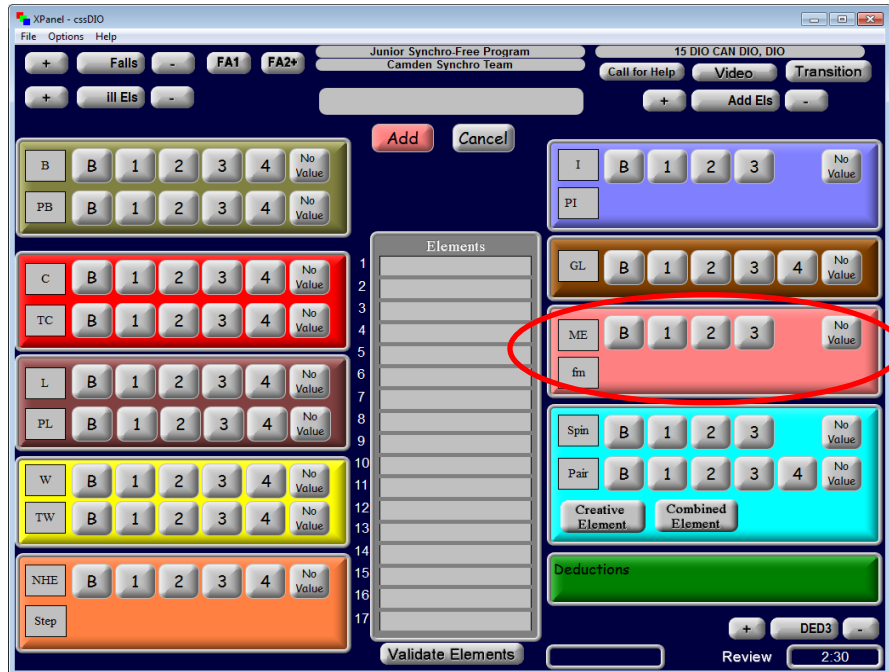 XPanel - cssDIO
File Options Help
+ Falls - FA1 FA2+
Junior Synchro-Free Program
Camden Synchro Team
15 DIO CAN DIO, DIO
Call for Help Video Transition
+ ill Els -
+ Add Els -
Add Cancel
B B 1 2 3 4 No Value
PB B 1 2 3 4 No Value
C B 1 2 3 4 No Value
TC B 1 2 3 4 No Value
L B 1 2 3 4 No Value
PL B 1 2 3 4 No Value
W B 1 2 3 4 No Value
TW B 1 2 3 4 No Value
NHE B 1 2 3 4 No Value
Step
Elements
1
2
3
4
5
6
7
8
9
10
11
12
13
14
15
16
17
Validate Elements
I B 1 2 3 No Value
PI
GL B 1 2 3 4 No Value
ME B 1 2 3 No Value
fm
Spin B 1 2 3 No Value
Pair B 1 2 3 4 No Value
Creative Element
Combined Element
Deductions
+ DED3 -
Review 2:30